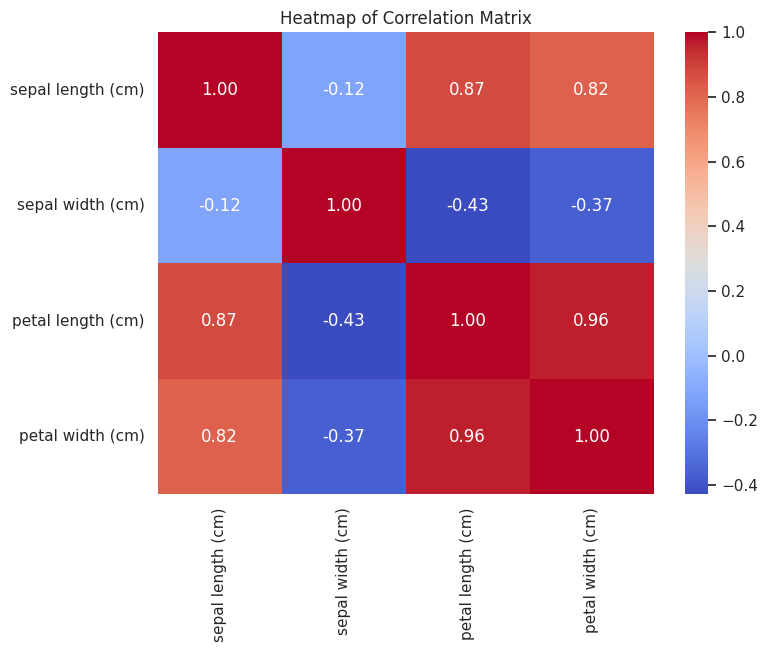 Heatmap of Correlation Matrix
sepal length (cm) 1.00 -0.12 0.87 0.82
sepal width (cm) -0.12 1.00 -0.43 -0.37
petal length (cm) 0.87 -0.43 1.00 0.96
petal width (cm) 0.82 -0.37 0.96 1.00
sepal length (cm)
sepal width (cm)
petal length (cm)
petal width (cm)
1.0
0.8
0.6
0.4
0.2
0.0
−0.2
−0.4